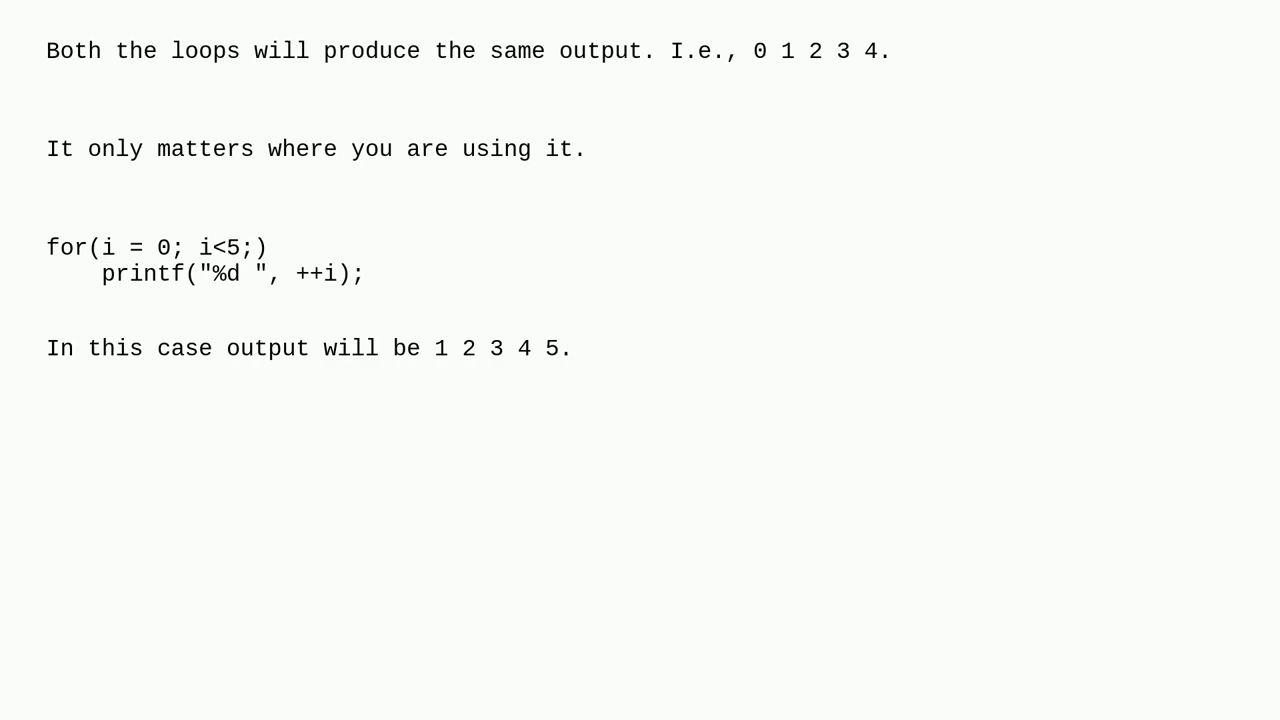 Both the loops will produce the same output. I.e., 0 1 2 3 4.
It only matters where you are using it.
for(i = 0; i<5;)
    printf("%d ", ++i);
In this case output will be 1 2 3 4 5.